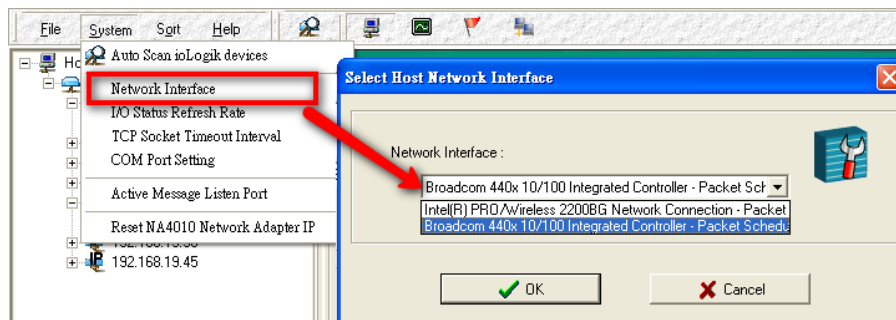 File System Sort Help
Auto Scan ioLogik devices
Network Interface
I/O Status Refresh Rate
TCP Socket Timeout Interval
COM Port Setting
Active Message Listen Port
Reset NA4010 Network Adapter IP
192.168.19.45
Select Host Network Interface
Network Interface :
Broadcom 440x 10/100 Integrated Controller - Packet Sch
Intel(R) PRO/Wireless 2200BG Network Connection - Packet
Broadcom 440x 10/100 Integrated Controller - Packet Schedu
OK Cancel